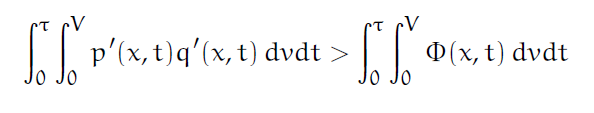 ∫₀^τ ∫₀^V p′(x, t)q′(x, t) dvdt > ∫₀^τ ∫₀^V Φ(x, t) dvdt